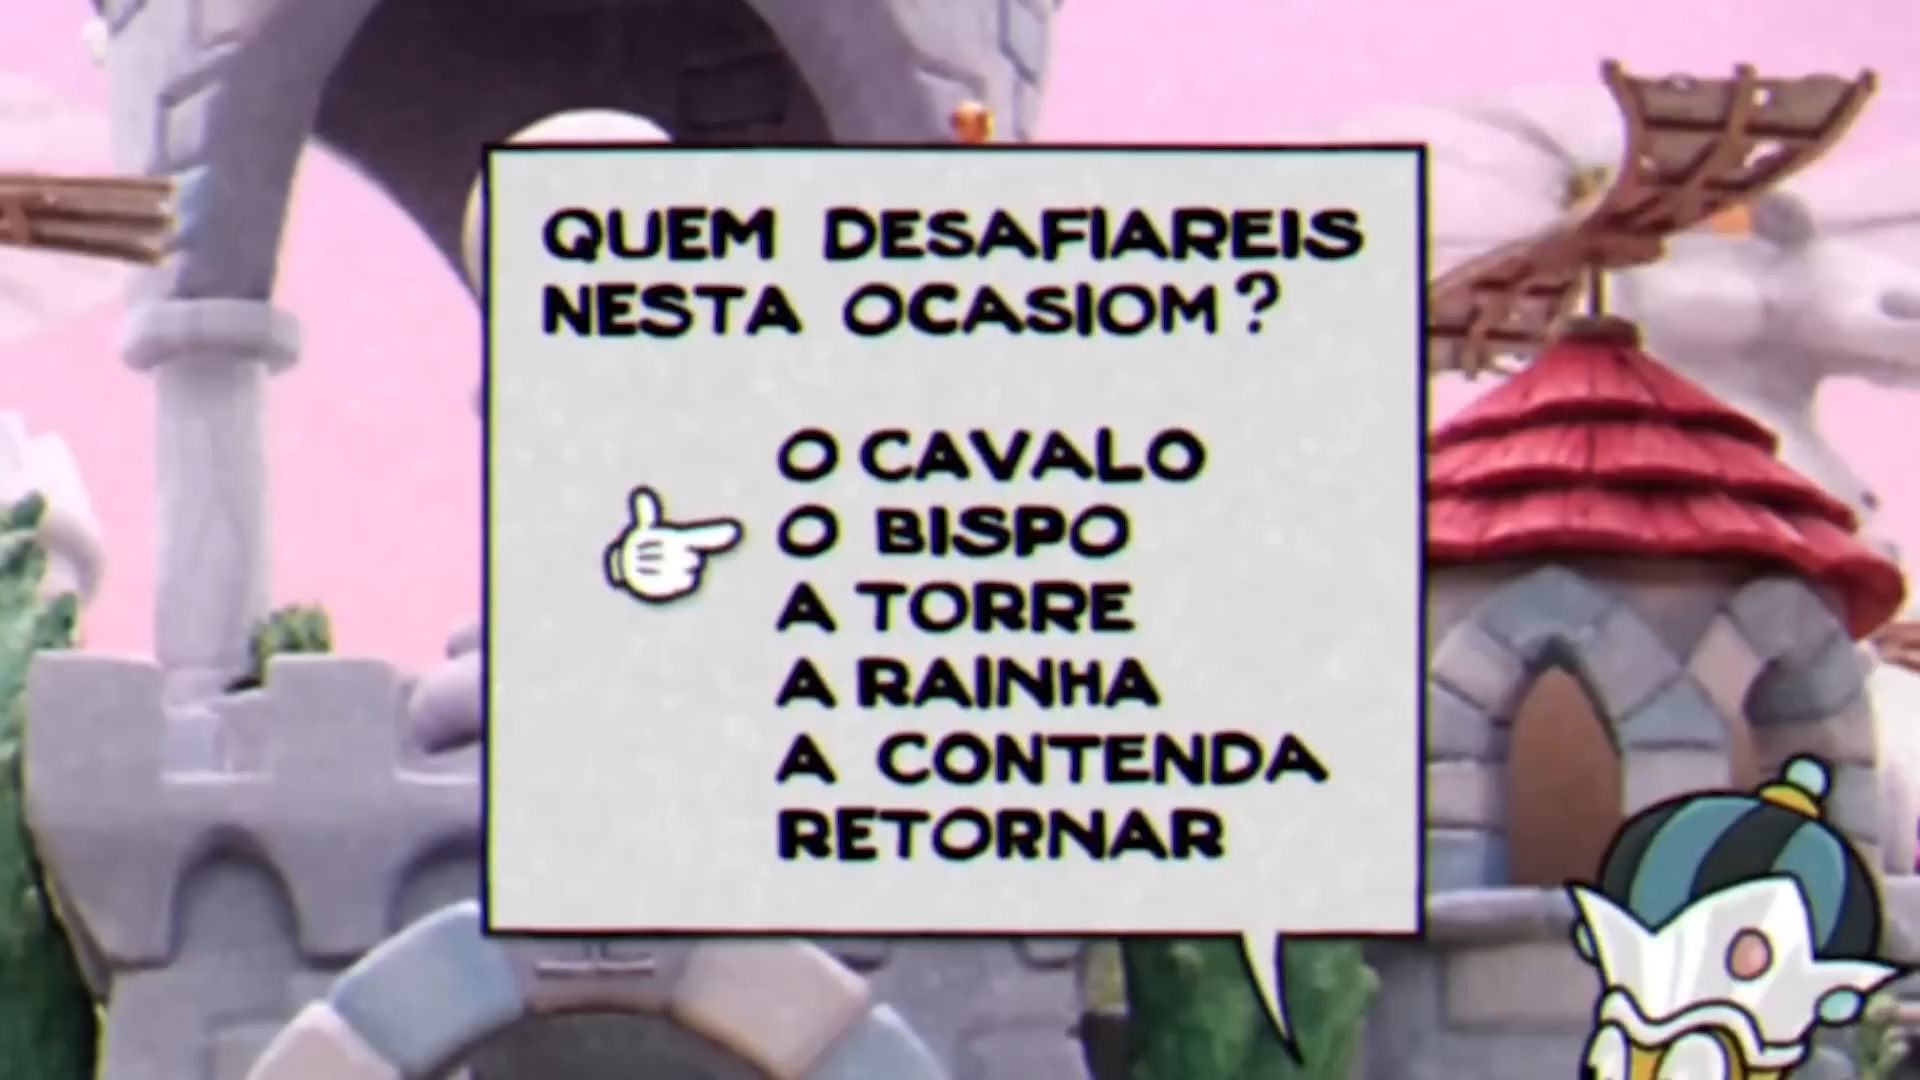 QUEM DESAFIAREIS
NESTA OCASIOM?
O CAVALO
O BISPO
A TORRE
A RAINHA
A CONTENDA
RETORNAR